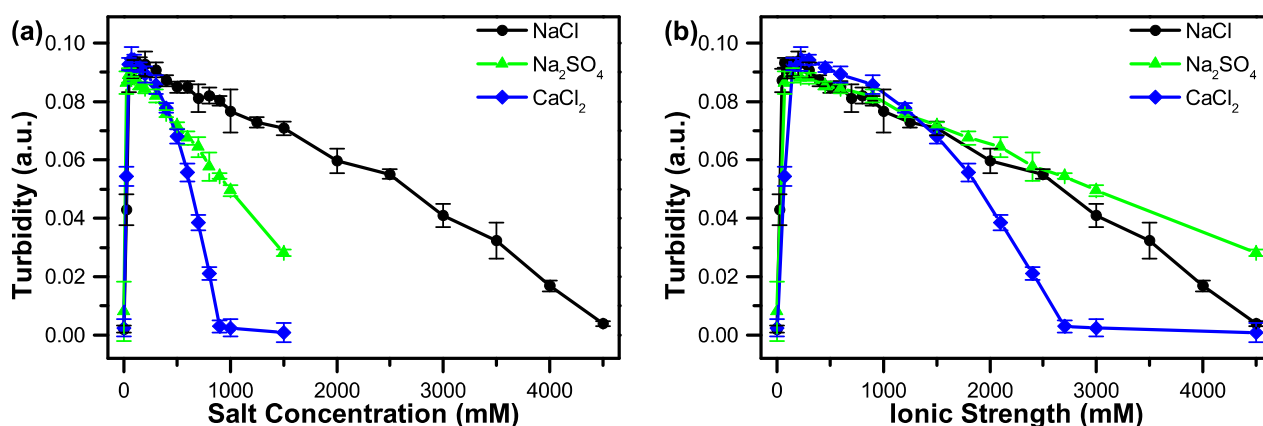 (a)
NaCl
Na₂SO₄
CaCl₂
Turbidity (a.u.)
0.10
0.08
0.06
0.04
0.02
0.00
0 1000 2000 3000 4000
Salt Concentration (mM)
(b)
NaCl
Na₂SO₄
CaCl₂
Turbidity (a.u.)
0.10
0.08
0.06
0.04
0.02
0.00
0 1000 2000 3000 4000
Ionic Strength (mM)